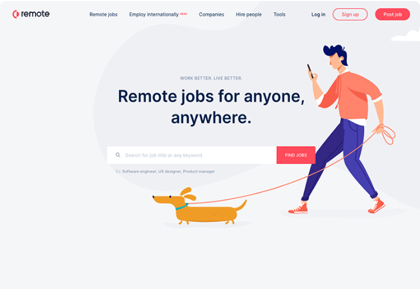 remote
Remote jobs
Employ internationally NEW
Companies
Hire people
Tools
Log in
Sign up
Post job
WORK BETTER. LIVE BETTER.
Remote jobs for anyone,
anywhere.
Search for job title or any keyword
FIND JOBS
Software engineer, UX designer, Product manager